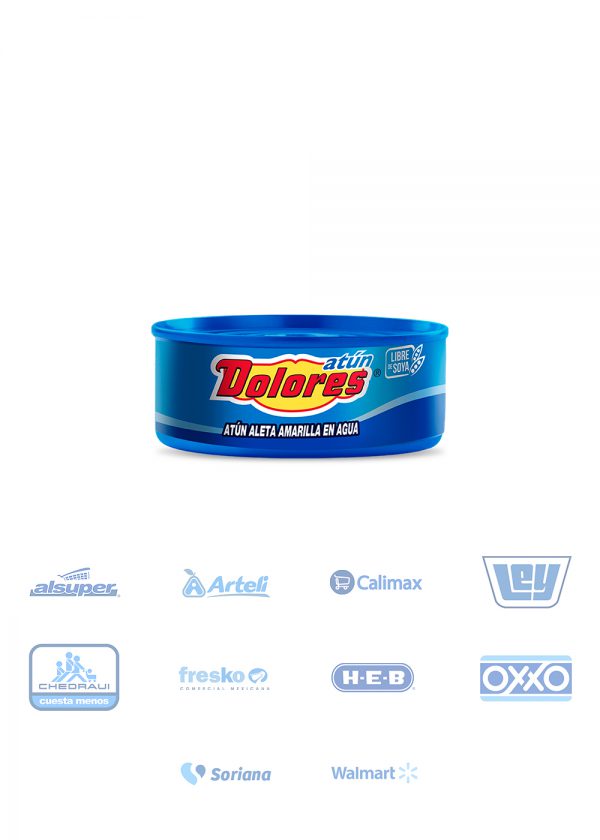 atún
Dolores®
LIBRE
DE SOYA
ATÚN ALETA AMARILLA EN AGUA
alsuper
Arteli
Calimax
Ley
CHEDRAUI
cuesta menos
fresko
COMERCIAL MEXICANA
H-E-B
OXXO
Soriana
Walmart